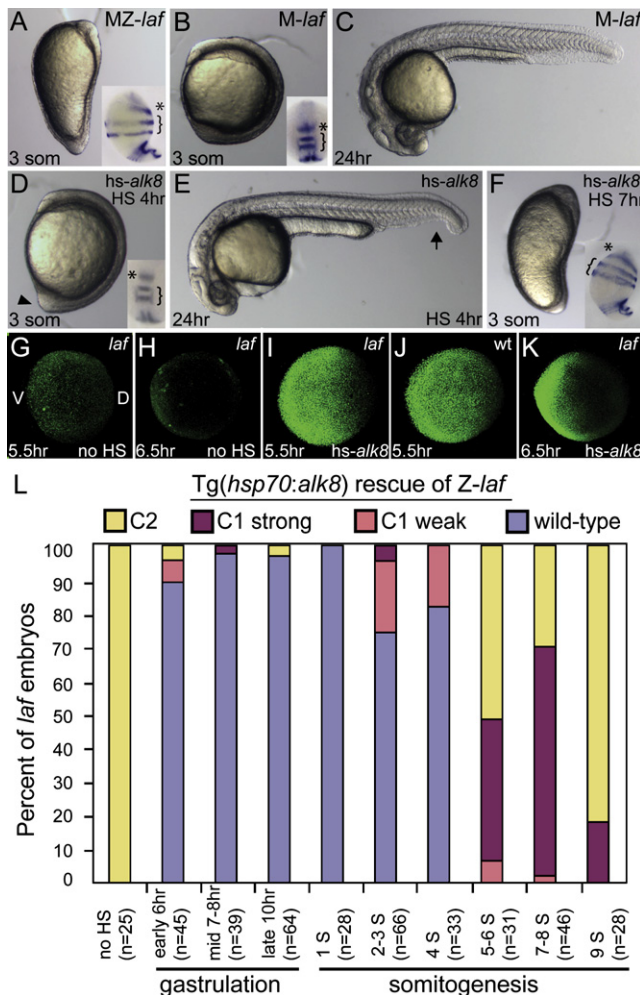 A MZ-laf
* }
3 som
B M-laf
* }
3 som
C M-laf
24hr
D hs-alk8
HS 4hr
* }
3 som
E hs-alk8
24hr HS 4hr
F hs-alk8
HS 7hr
* {
3 som
G laf
V D
5.5hr no HS
H laf
6.5hr no HS
I laf
5.5hr hs-alk8
J wt
5.5hr
K laf
6.5hr hs-alk8
L Tg(hsp70:alk8) rescue of Z-laf
C2 C1 strong C1 weak wild-type
Percent of laf embryos
100
90
80
70
60
50
40
30
20
10
0
no HS (n=25)
early 6hr (n=45)
mid 7-8hr (n=39)
late 10hr (n=64)
1 S (n=28)
2-3 S (n=66)
4 S (n=33)
5-6 S (n=31)
7-8 S (n=46)
9 S (n=28)
gastrulation somitogenesis